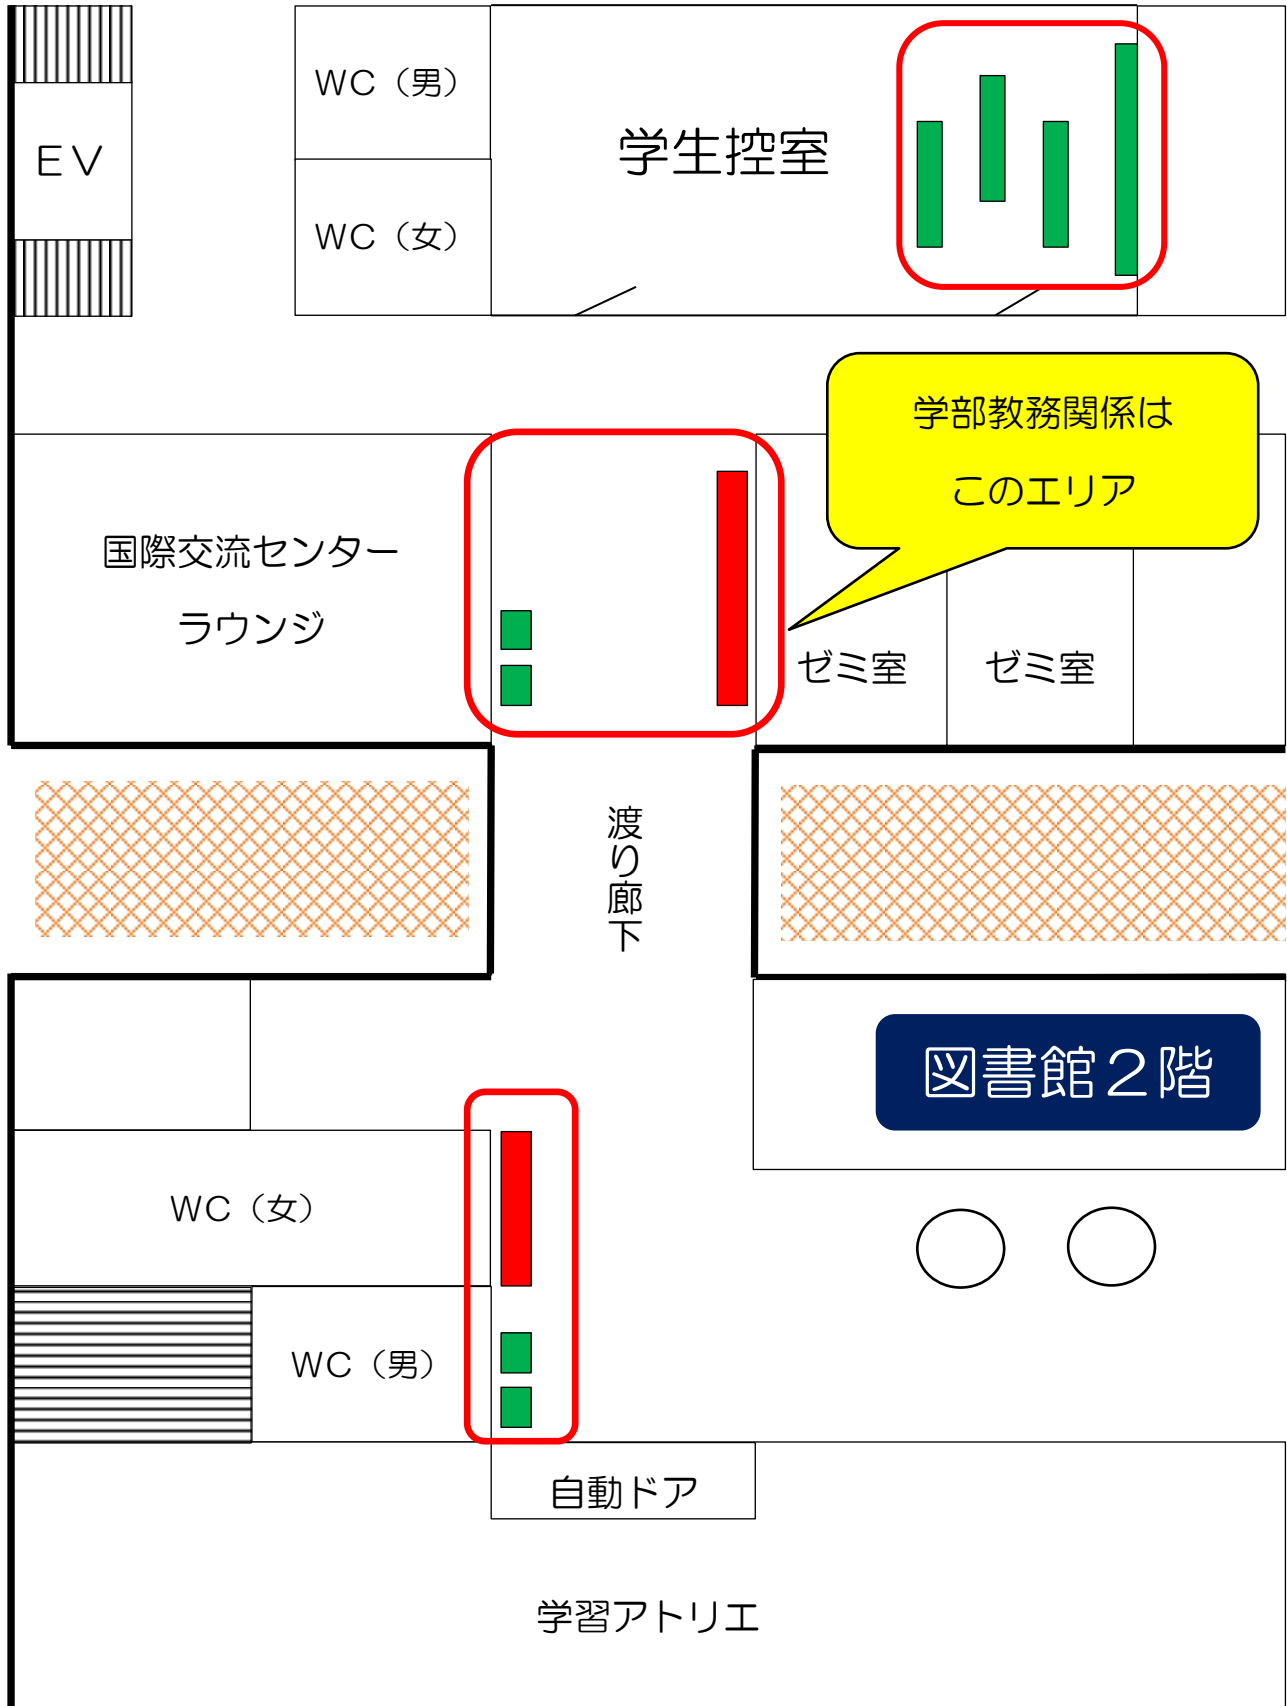 WC（男）
学生控室
EV
WC（女）
学部教務関係は
このエリア
国際交流センター
ラウンジ
ゼミ室
ゼミ室
渡り廊下
図書館２階
WC（女）
WC（男）
自動ドア
学習アトリエ